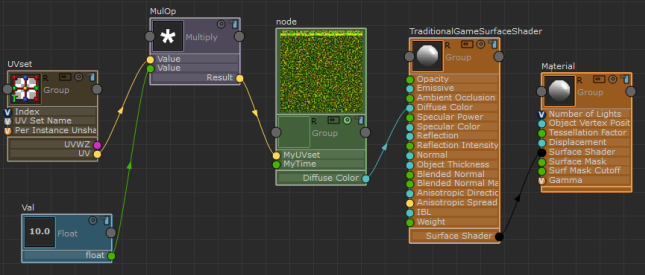 UVset
R
Group
Index
UV Set Name
Per Instance Unsha
UVWZ
UV
Val
10.0
Float
float
MulOp
R
*
Multiply
Value
Value
Result
node
R
Group
MyUVset
MyTime
Diffuse Color
TraditionalGameSurfaceShader
R
Group
Opacity
Emissive
Ambient Occlusion
Diffuse Color
Specular Power
Specular Color
Reflection
Reflection Intensity
Normal
Object Thickness
Blended Normal
Blended Normal Ma
Anisotropic Directio
Anisotropic Spread
IBL
Weight
Surface Shader
Material
R
Group
Number of Lights
Object Vertex Posit
Tessellation Factor
Displacement
Surface Shader
Surface Mask
Surf Mask Cutoff
Gamma